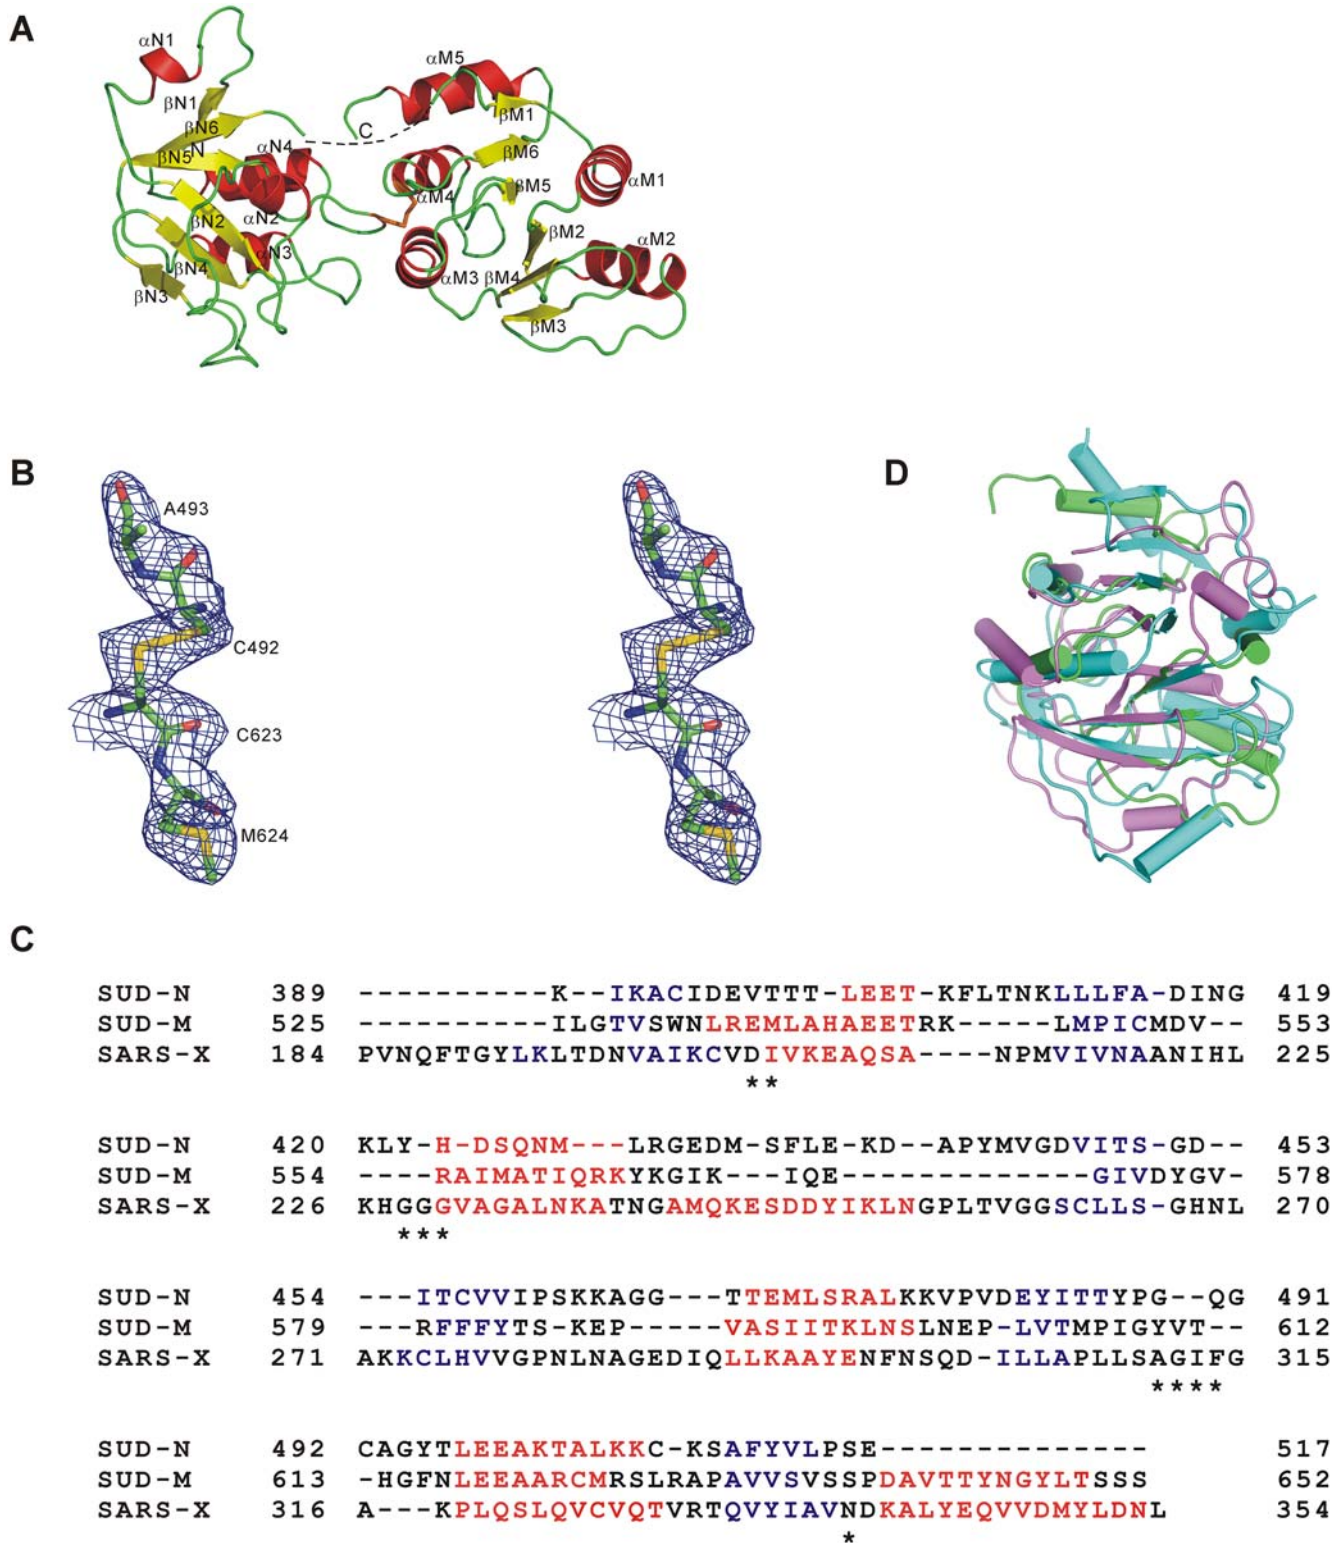 A
αN1
αM5
βN1
βM1
βN6
C
N
αN4
βM6
βN5
αM1
βM5
αM4
βN2
αN2
βM2
αM2
αN3
βN4
αM3
βM4
βN3
βM3
B
D
A493
C492
C623
M624
C
SUD-N 389 ----------K--IKACIDEVTTT-LEET-KFLTNKLLLFA-DING 419
SUD-M 525 ----------ILGTVSWNLREMLAHAEETRK-----LMPICMDV-- 553
SARS-X 184 PVNQFTGYLKLTDNVAIKCVDIVKEAQSA----NPMVIVNAANIHL 225
**
SUD-N 420 KLY-H-DSQNM---LRGEDM-SFLE-KD--APYMVGDVITS-GD-- 453
SUD-M 554 ----RAIMATIQRKYKGIK---IQE-------------GIVDYGV- 578
SARS-X 226 KHGGGVAGALNKATNGAMQKESDDYIKLNGPLTVGGSCLLS-GHNL 270
***
SUD-N 454 ---ITCVVIPSKKAGG---TTEMLSRALKKVPVDEYITTYPG--QG 491
SUD-M 579 ---RFFFYTS-KEP-----VASIITKLNSLNEP-LVTMPIGYVT-- 612
SARS-X 271 AKKCLHVVGPNLNAGEDIQLLKAAYENFNSQD-ILLAPLLSAGIFG 315
****
SUD-N 492 CAGYTLEEAKTALKKC-KSAFYVLPSE-------------- 517
SUD-M 613 -HGFNLEEAARCMRSLRAPAVVSVSSPDAVTTYNGYLTSSS 652
SARS-X 316 A---KPLQSLQVCVQTVRTQVYIAVNDKALYEQVVDMYLDNL 354
*